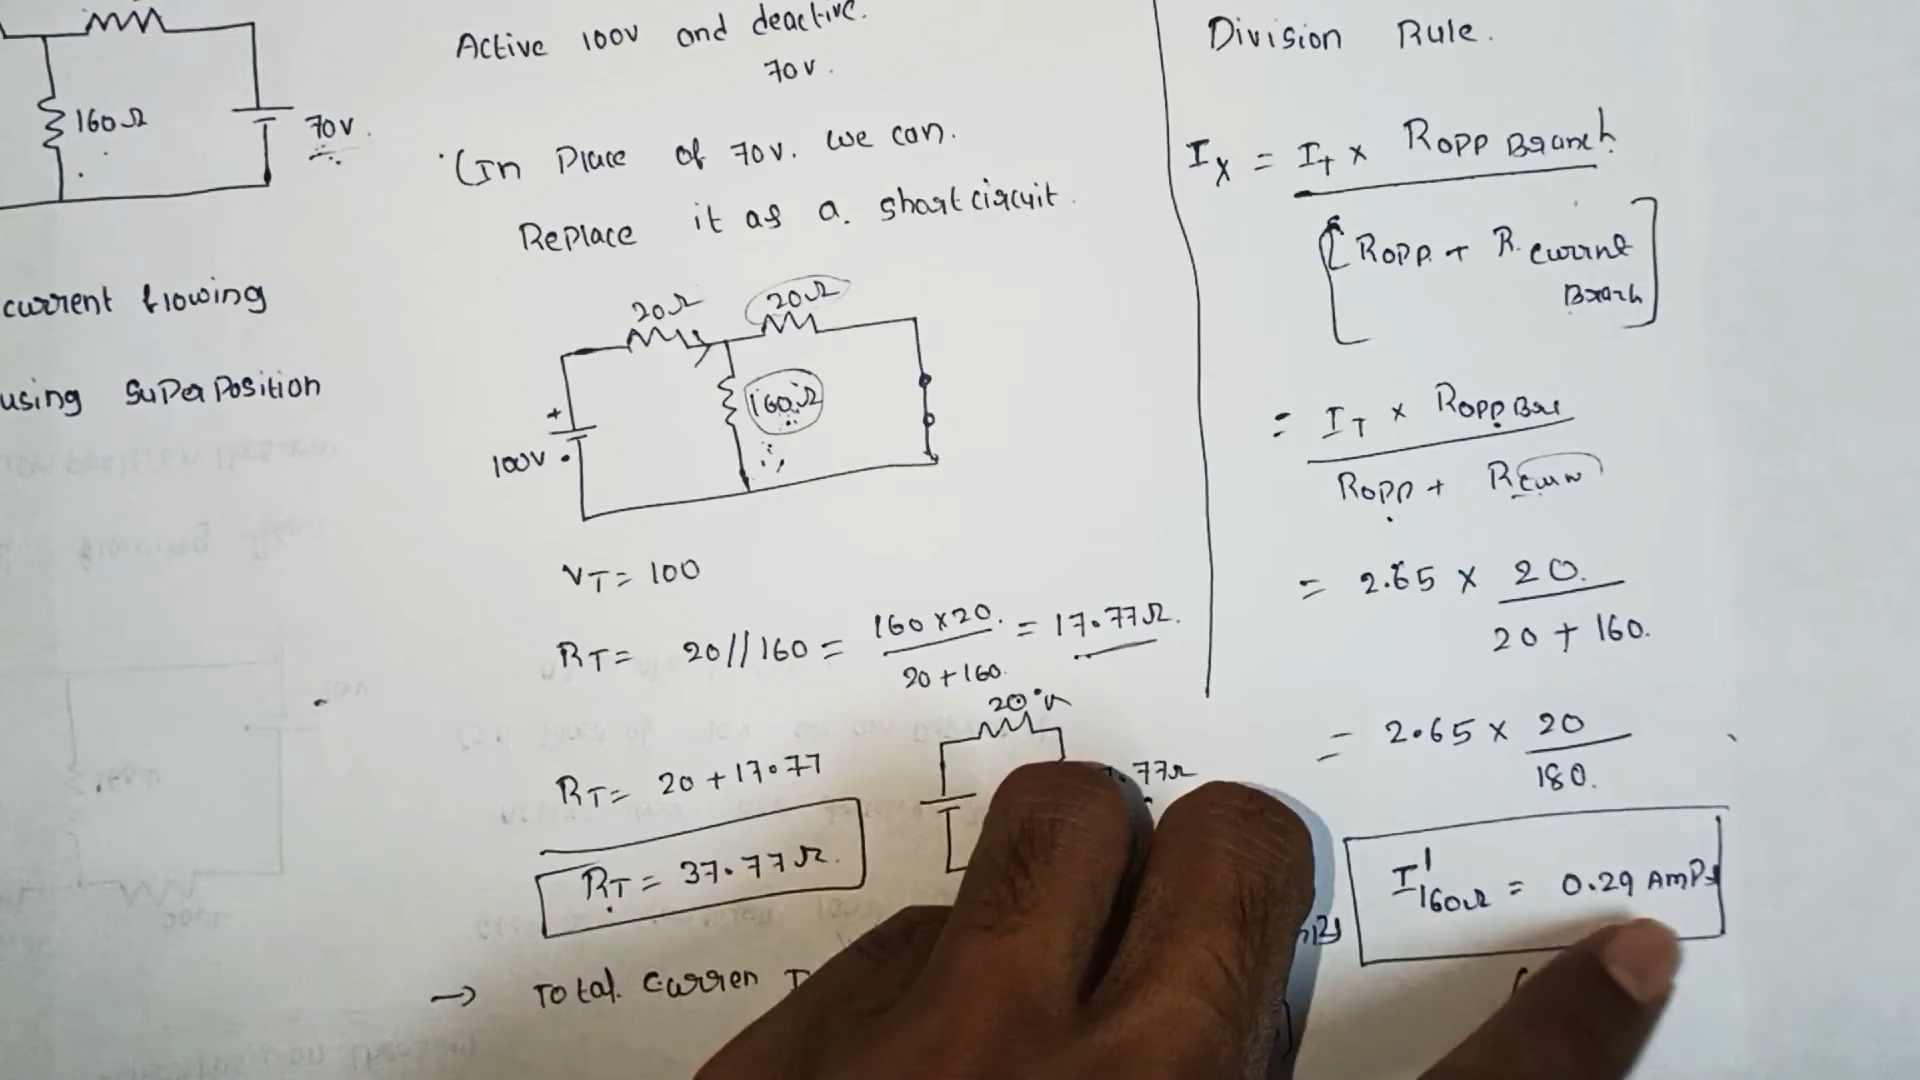 160Ω
70V.
current flowing
using SuPerPosition
Active 100V and deactive.
70V.
(In Place of 70V. we can.
Replace it as a. short circuit.
20Ω
20Ω
160Ω
+
100V
VT = 100
RT = 20//160 = 160 x 20. / 20 + 160. = 17.77Ω.
20Ω
RT = 20 + 17.77
.77Ω
RT = 37.77Ω.
→ Total. Curren
Division Rule.
IX = IT x ROPP Branch
[ROPP. + R.
Branch]
= IT x ROPP Bra
ROPP +
= 2.65 x 20.
20 + 160.
= 2.65 x 20
180.
I'160Ω = 0.29 AMPs